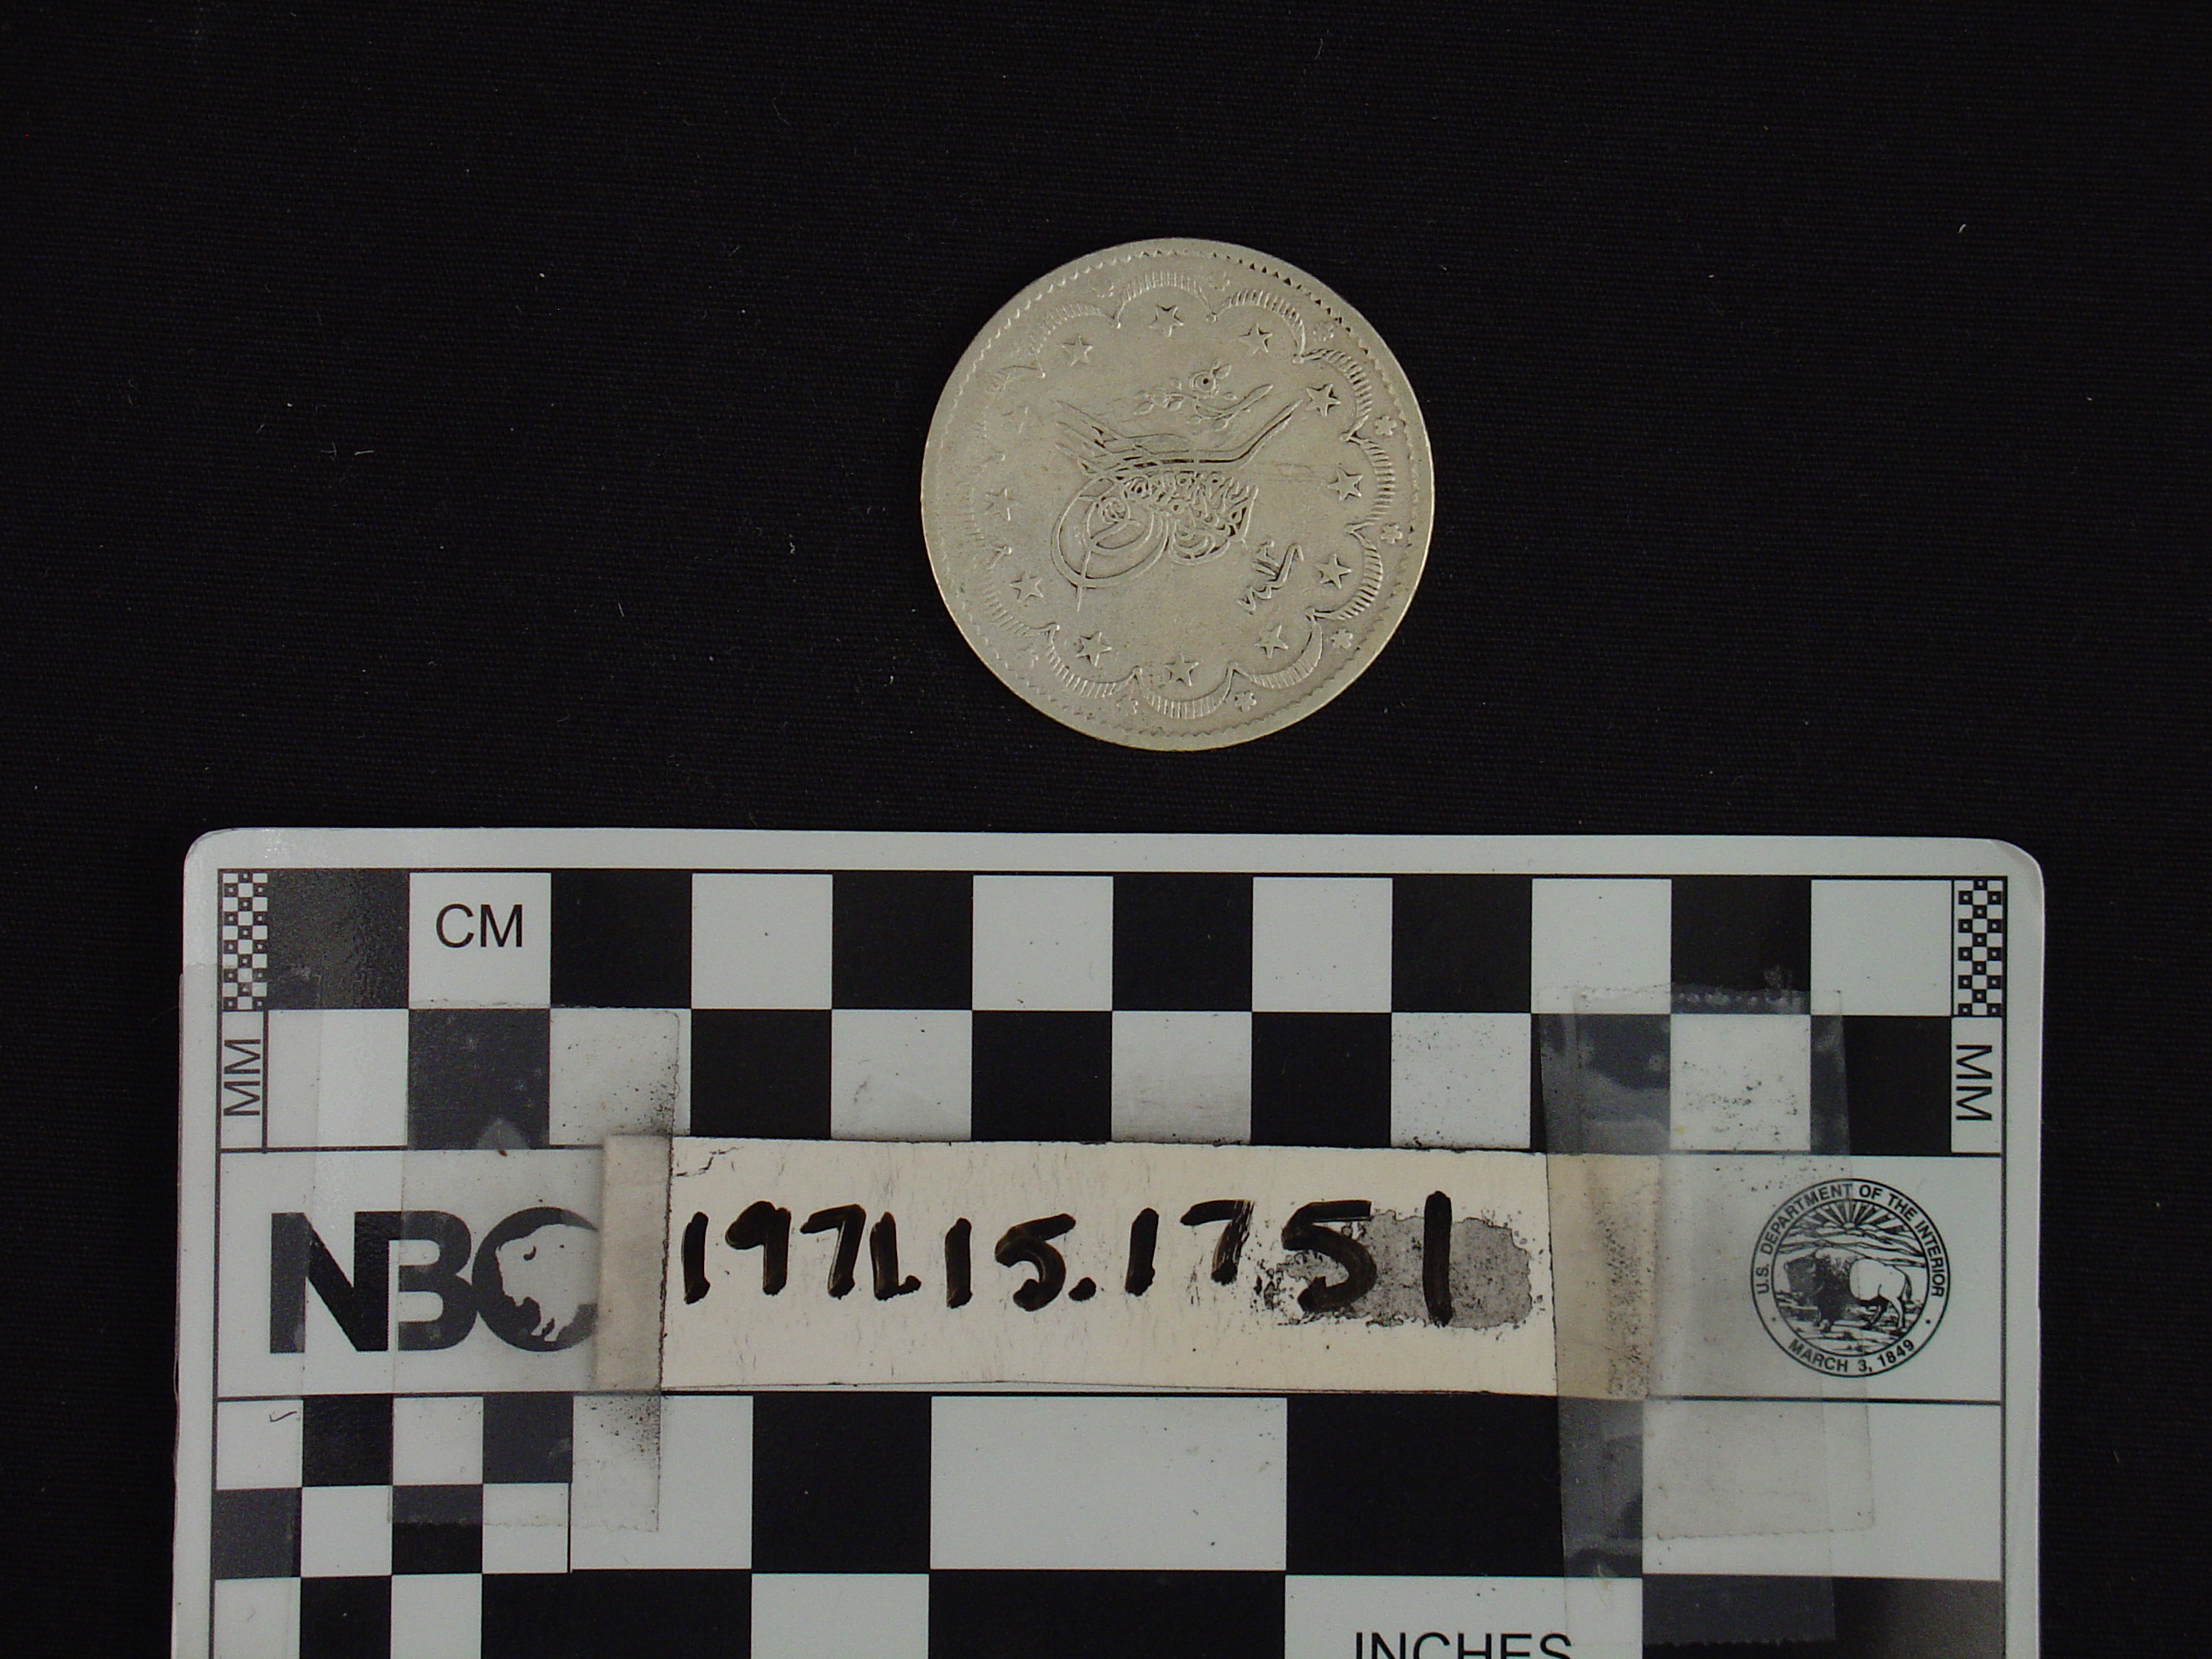 CM
MM
MM
NBC
1971.15.1751
U.S. DEPARTMENT OF THE INTERIOR
MARCH 3, 1849
INCHES